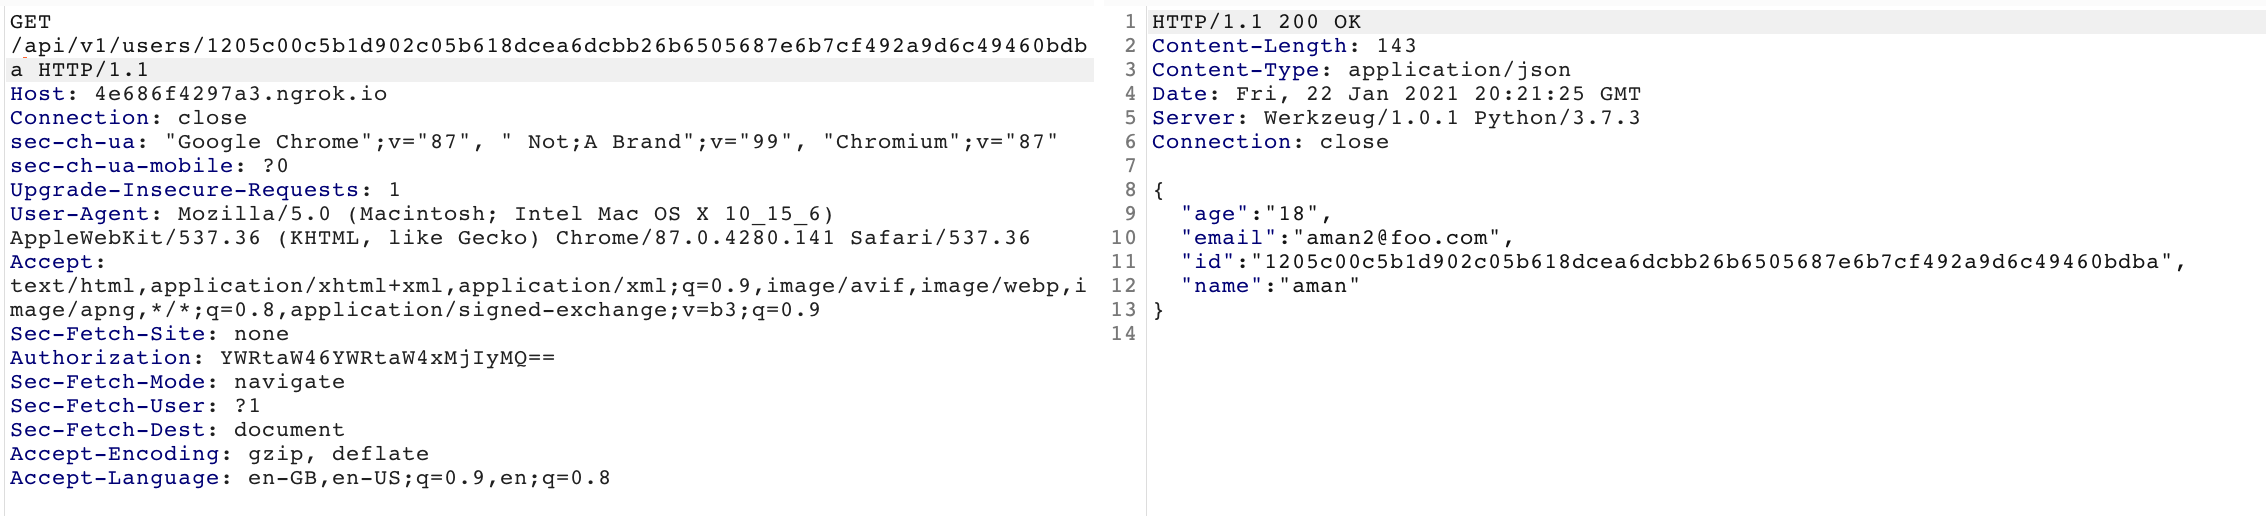 GET
/api/v1/users/1205c00c5b1d902c05b618dcea6dcbb26b6505687e6b7cf492a9d6c49460bdb
a HTTP/1.1
Host: 4e686f4297a3.ngrok.io
Connection: close
sec-ch-ua: "Google Chrome";v="87", " Not;A Brand";v="99", "Chromium";v="87"
sec-ch-ua-mobile: ?0
Upgrade-Insecure-Requests: 1
User-Agent: Mozilla/5.0 (Macintosh; Intel Mac OS X 10_15_6)
AppleWebKit/537.36 (KHTML, like Gecko) Chrome/87.0.4280.141 Safari/537.36
Accept:
text/html,application/xhtml+xml,application/xml;q=0.9,image/avif,image/webp,i
mage/apng,*/*;q=0.8,application/signed-exchange;v=b3;q=0.9
Sec-Fetch-Site: none
Authorization: YWRtaW46YWRtaW4xMjIyMQ==
Sec-Fetch-Mode: navigate
Sec-Fetch-User: ?1
Sec-Fetch-Dest: document
Accept-Encoding: gzip, deflate
Accept-Language: en-GB,en-US;q=0.9,en;q=0.8
1 HTTP/1.1 200 OK
2 Content-Length: 143
3 Content-Type: application/json
4 Date: Fri, 22 Jan 2021 20:21:25 GMT
5 Server: Werkzeug/1.0.1 Python/3.7.3
6 Connection: close
7
8 {
9 "age":"18",
10 "email":"aman2@foo.com",
11 "id":"1205c00c5b1d902c05b618dcea6dcbb26b6505687e6b7cf492a9d6c49460bdba",
12 "name":"aman"
13 }
14